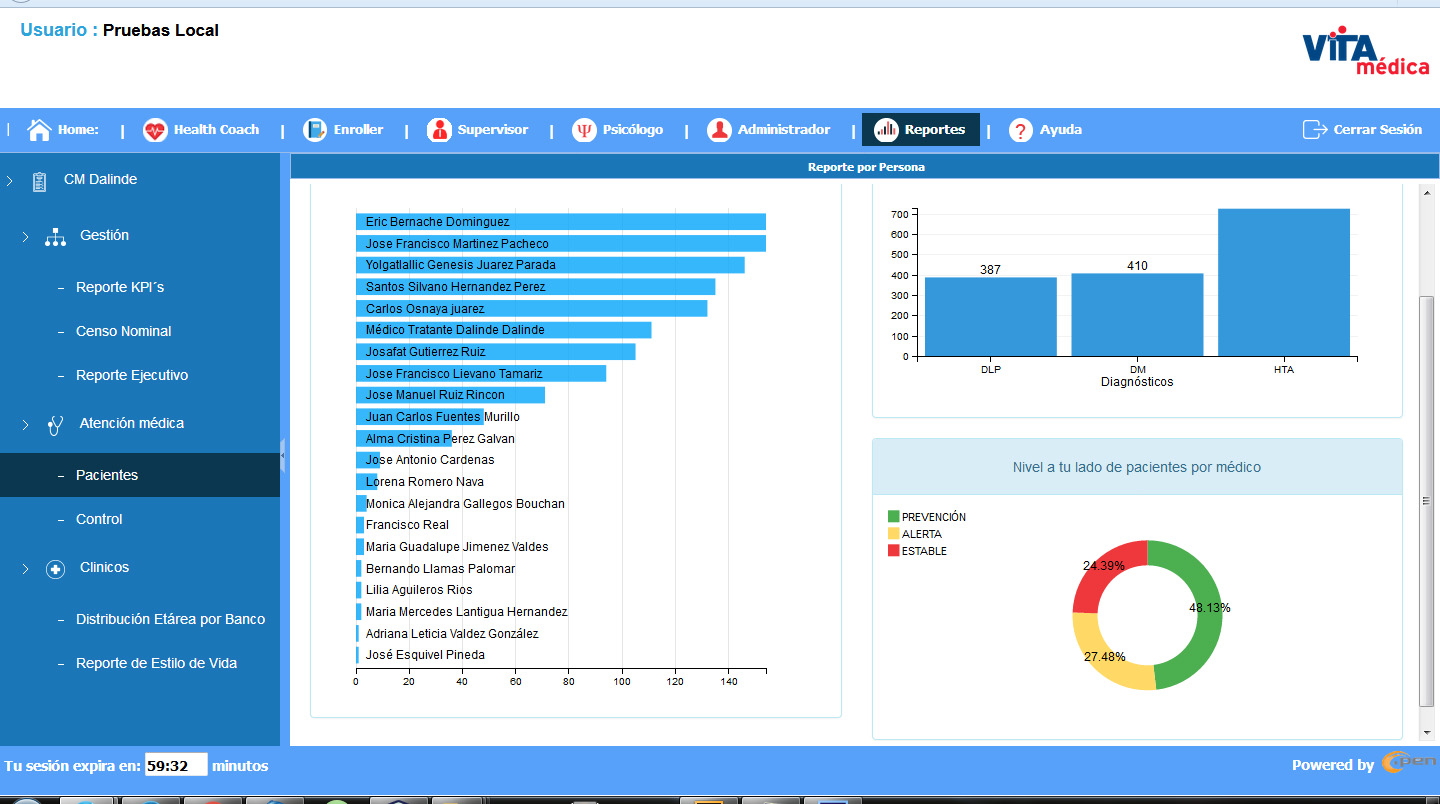 Usuario : Pruebas Local
VITA
médica
Home: | Health Coach | Enroller | Supervisor | Psicólogo | Administrador | Reportes | Ayuda
Cerrar Sesión
CM Dalinde
Gestión
– Reporte KPI´s
– Censo Nominal
– Reporte Ejecutivo
Atención médica
– Pacientes
– Control
Clinicos
– Distribución Etárea por Banco
– Reporte de Estilo de Vida
Reporte por Persona
Eric Bernache Dominguez
Jose Francisco Martinez Pacheco
Yolgatlallic Genesis Juarez Parada
Santos Silvano Hernandez Perez
Carlos Osnaya juarez
Médico Tratante Dalinde Dalinde
Josafat Gutierrez Ruiz
Jose Francisco Lievano Tamariz
Jose Manuel Ruiz Rincon
Juan Carlos Fuentes Murillo
Alma Cristina Perez Galvan
Jose Antonio Cardenas
Lorena Romero Nava
Monica Alejandra Gallegos Bouchan
Francisco Real
Maria Guadalupe Jimenez Valdes
Bernando Llamas Palomar
Lilia Aguileros Rios
Maria Mercedes Lantigua Hernandez
Adriana Leticia Valdez González
José Esquivel Pineda
0 20 40 60 80 100 120 140
700
600
500
400
300
200
100
0
387
410
DLP DM HTA
Diagnósticos
Nivel a tu lado de pacientes por médico
PREVENCIÓN
ALERTA
ESTABLE
24.39%
48.13%
27.48%
Tu sesión expira en: 59:32 minutos
Powered by Open